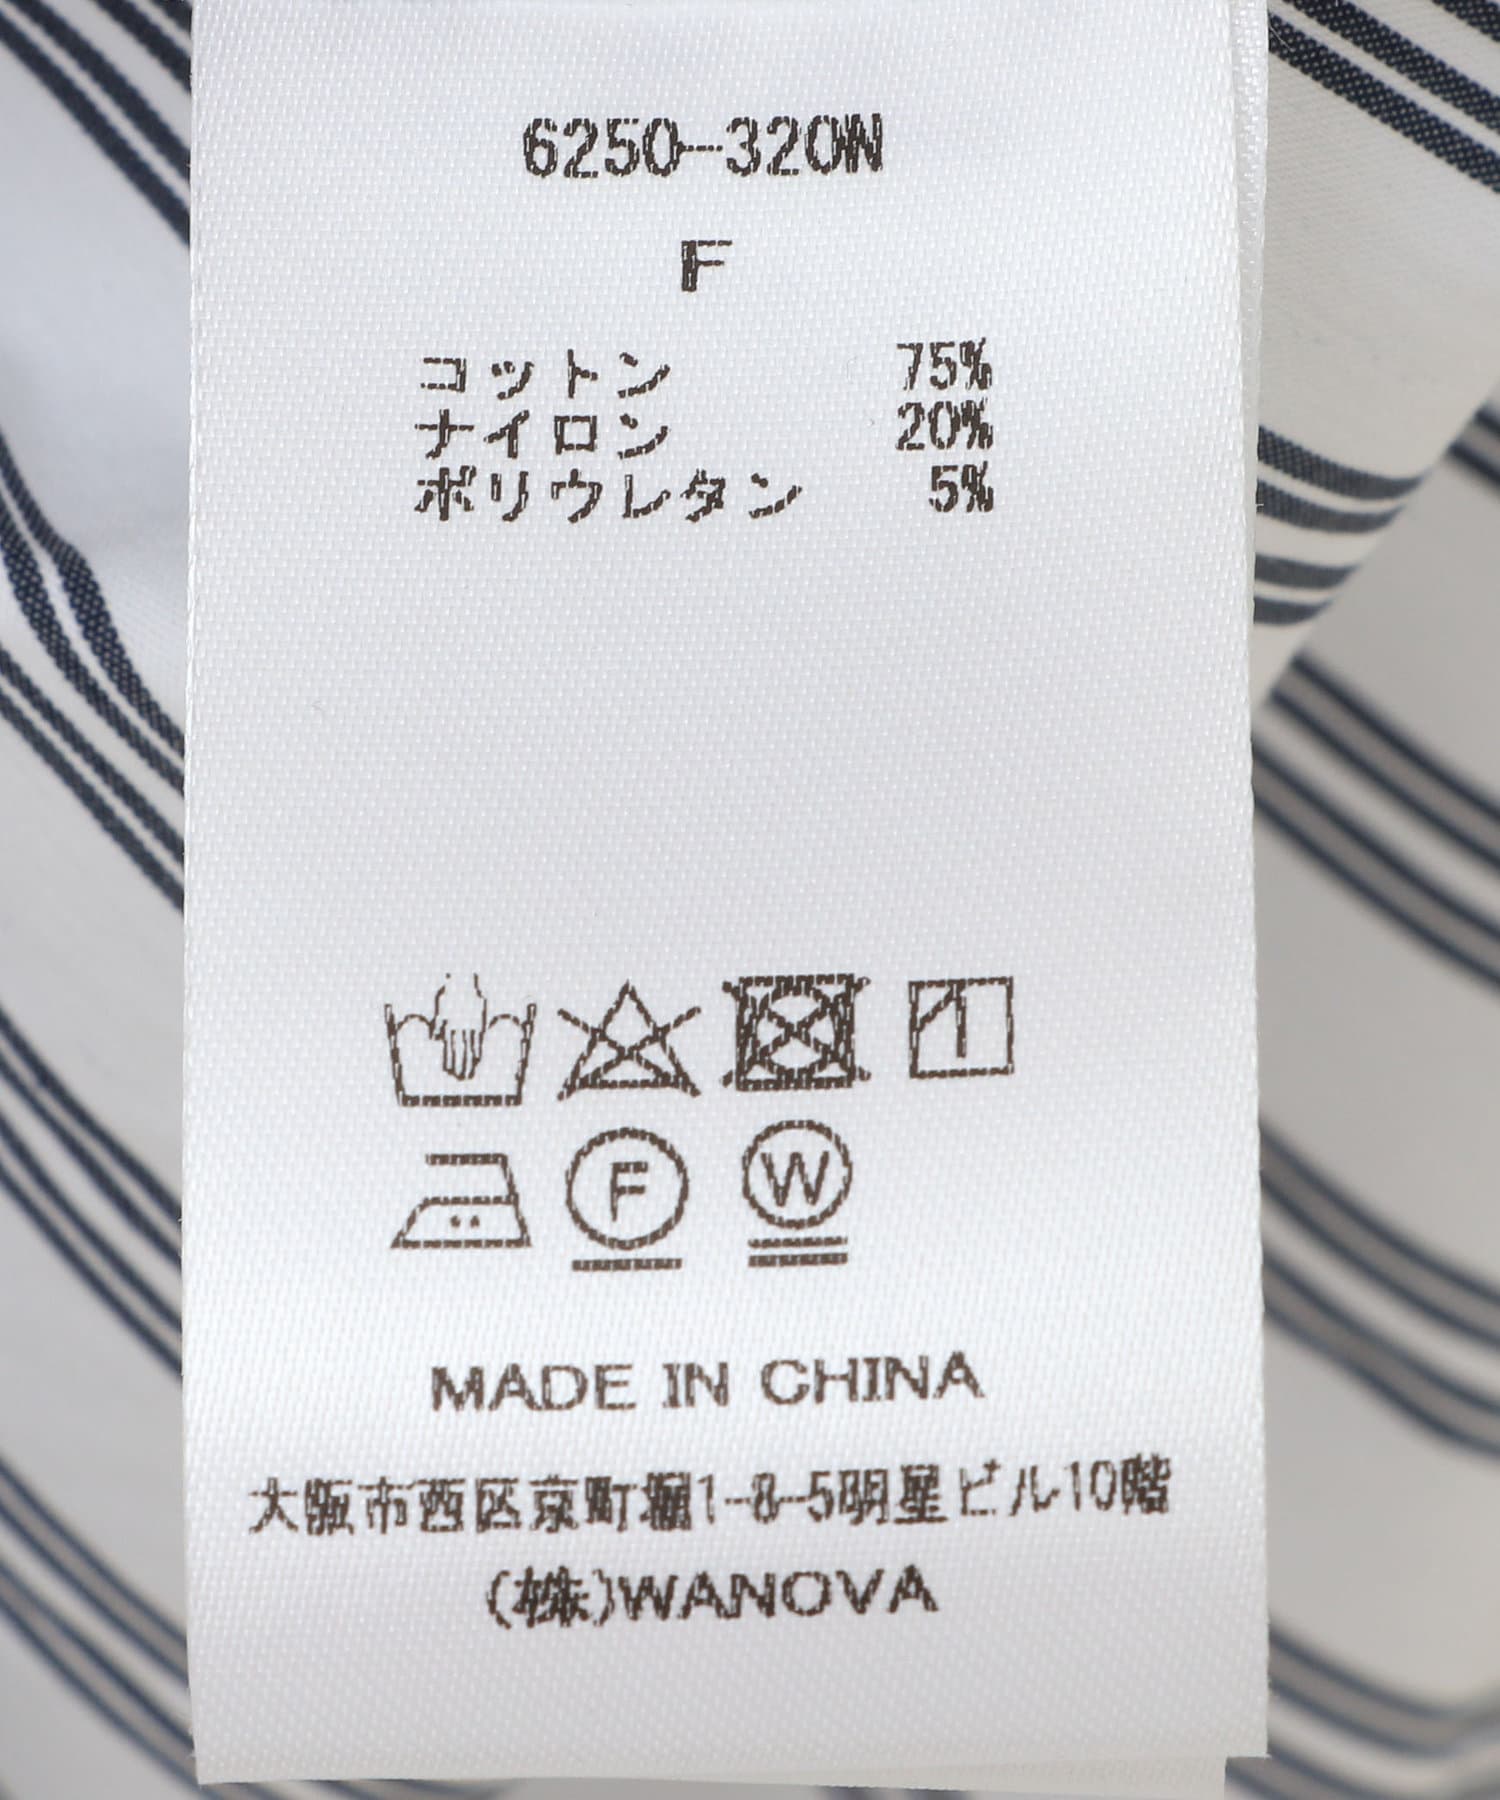 6250-320W
F
コットン 75%
ナイロン 20%
ポリウレタン 5%
F W
MADE IN CHINA
大阪市西区京町堀1-8-5明星ビル10階
(株)WANOVA